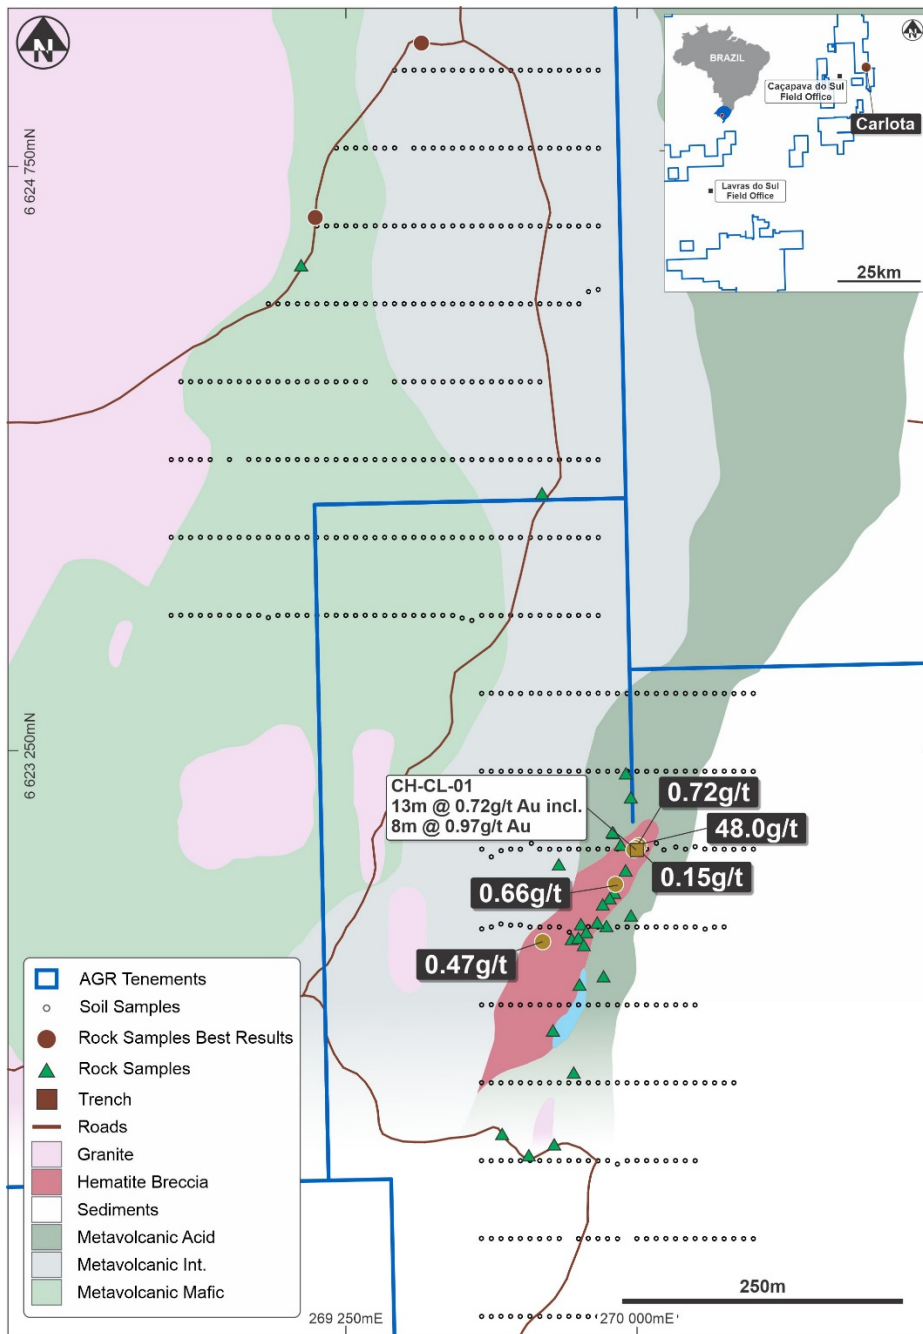 N
6 624 750mN
BRAZIL
N
Caçapava do Sul
Field Office
Carlota
Lavras do Sul
Field Office
25km
6 623 250mN
CH-CL-01
13m @ 0.72g/t Au incl.
8m @ 0.97g/t Au
0.72g/t
48.0g/t
0.15g/t
0.66g/t
0.47g/t
AGR Tenements
Soil Samples
Rock Samples Best Results
Rock Samples
Trench
Roads
Granite
Hematite Breccia
Sediments
Metavolcanic Acid
Metavolcanic Int.
Metavolcanic Mafic
250m
269 250mE
270 000mE